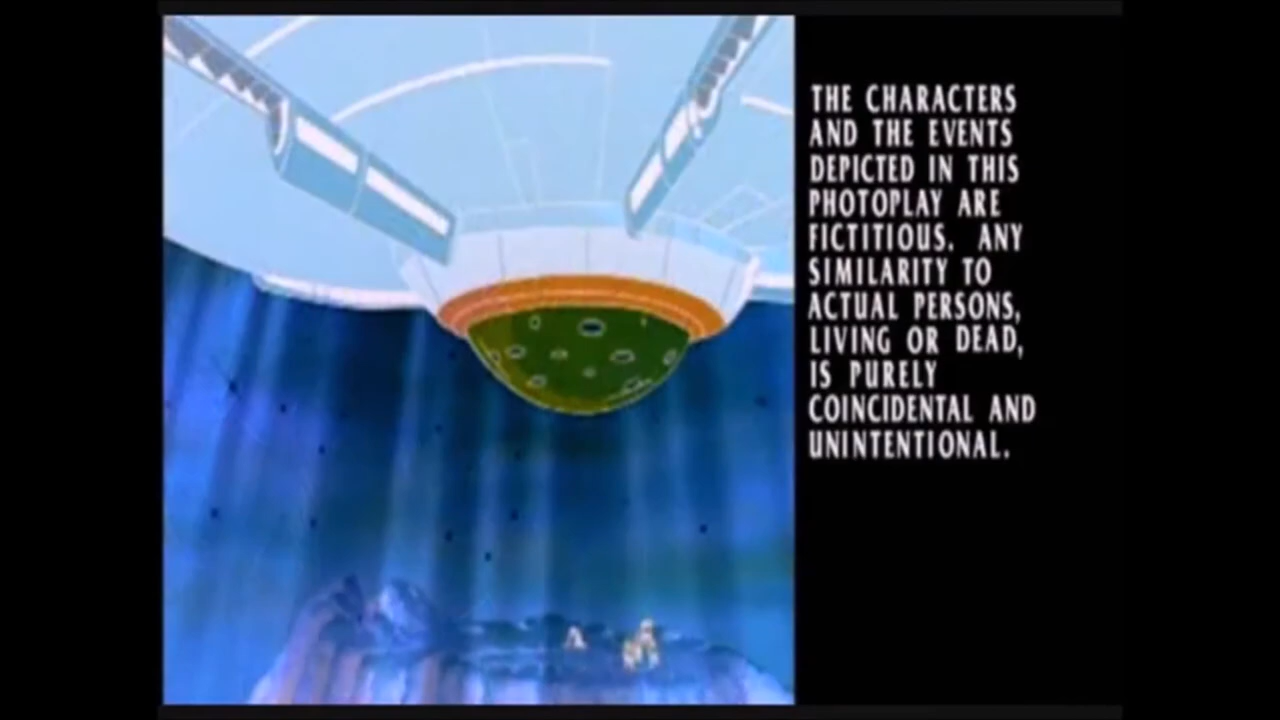 THE CHARACTERS
AND THE EVENTS
DEPICTED IN THIS
PHOTOPLAY ARE
FICTITIOUS. ANY
SIMILARITY TO
ACTUAL PERSONS,
LIVING OR DEAD,
IS PURELY
COINCIDENTAL AND
UNINTENTIONAL.